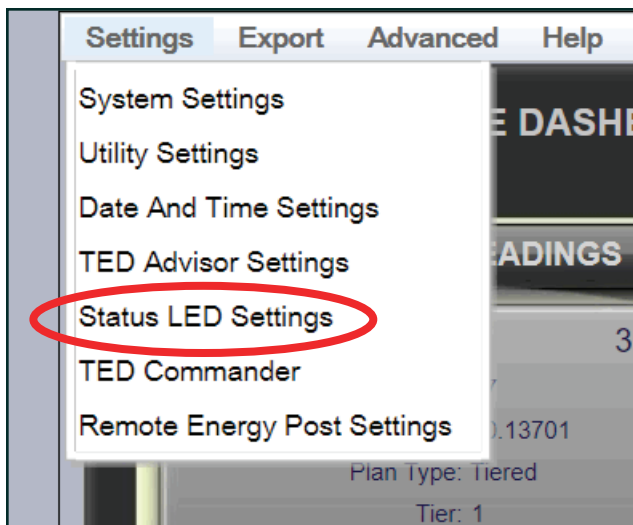 Settings Export Advanced Help
System Settings
E DASHE
Utility Settings
Date And Time Settings
TED Advisor Settings
ADINGS
Status LED Settings
3
TED Commander
Remote Energy Post Settings
0.13701
Plan Type: Tiered
Tier: 1